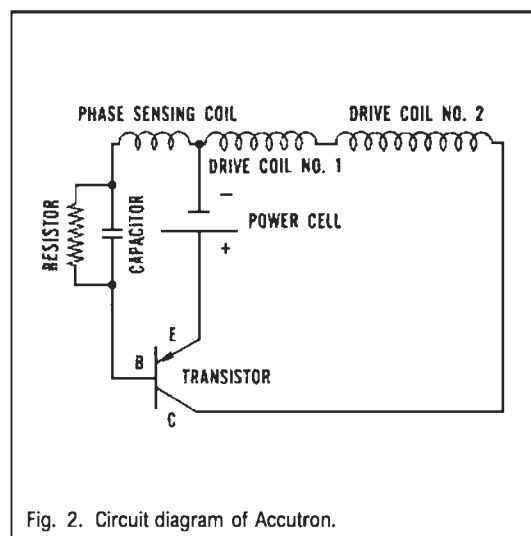 PHASE SENSING COIL
DRIVE COIL NO. 2
DRIVE COIL NO. 1
−
POWER CELL
+
RESISTOR
CAPACITOR
E
B
TRANSISTOR
C
Fig. 2. Circuit diagram of Accutron.